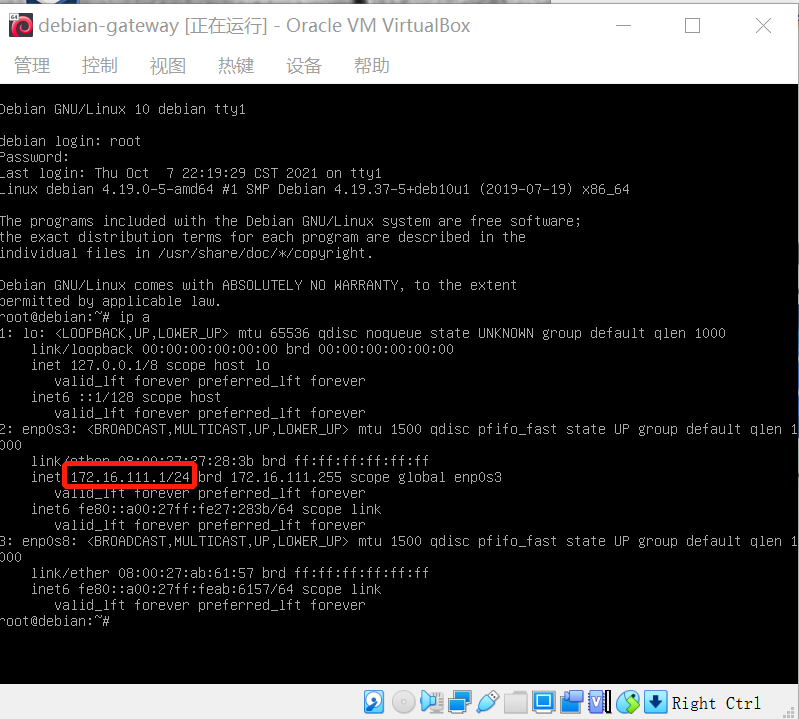 debian-gateway [正在运行] - Oracle VM VirtualBox
管理 控制 视图 热键 设备 帮助
Debian GNU/Linux 10 debian tty1
debian login: root
Password:
Last login: Thu Oct  7 22:19:29 CST 2021 on tty1
Linux debian 4.19.0-5-amd64 #1 SMP Debian 4.19.37-5+deb10u1 (2019-07-19) x86_64
The programs included with the Debian GNU/Linux system are free software;
the exact distribution terms for each program are described in the
individual files in /usr/share/doc/*/copyright.
Debian GNU/Linux comes with ABSOLUTELY NO WARRANTY, to the extent
permitted by applicable law.
root@debian:~# ip a
1: lo: <LOOPBACK,UP,LOWER_UP> mtu 65536 qdisc noqueue state UNKNOWN group default qlen 1000
link/loopback 00:00:00:00:00:00 brd 00:00:00:00:00:00
inet 127.0.0.1/8 scope host lo
valid_lft forever preferred_lft forever
inet6 ::1/128 scope host
valid_lft forever preferred_lft forever
2: enp0s3: <BROADCAST,MULTICAST,UP,LOWER_UP> mtu 1500 qdisc pfifo_fast state UP group default qlen 1
000
link/ether 08:00:27:27:28:3b brd ff:ff:ff:ff:ff:ff
inet 172.16.111.1/24 brd 172.16.111.255 scope global enp0s3
valid_lft forever preferred_lft forever
inet6 fe80::a00:27ff:fe27:283b/64 scope link
valid_lft forever preferred_lft forever
3: enp0s8: <BROADCAST,MULTICAST,UP,LOWER_UP> mtu 1500 qdisc pfifo_fast state UP group default qlen 1
000
link/ether 08:00:27:ab:61:57 brd ff:ff:ff:ff:ff:ff
inet6 fe80::a00:27ff:feab:6157/64 scope link
valid_lft forever preferred_lft forever
root@debian:~#
Right Ctrl